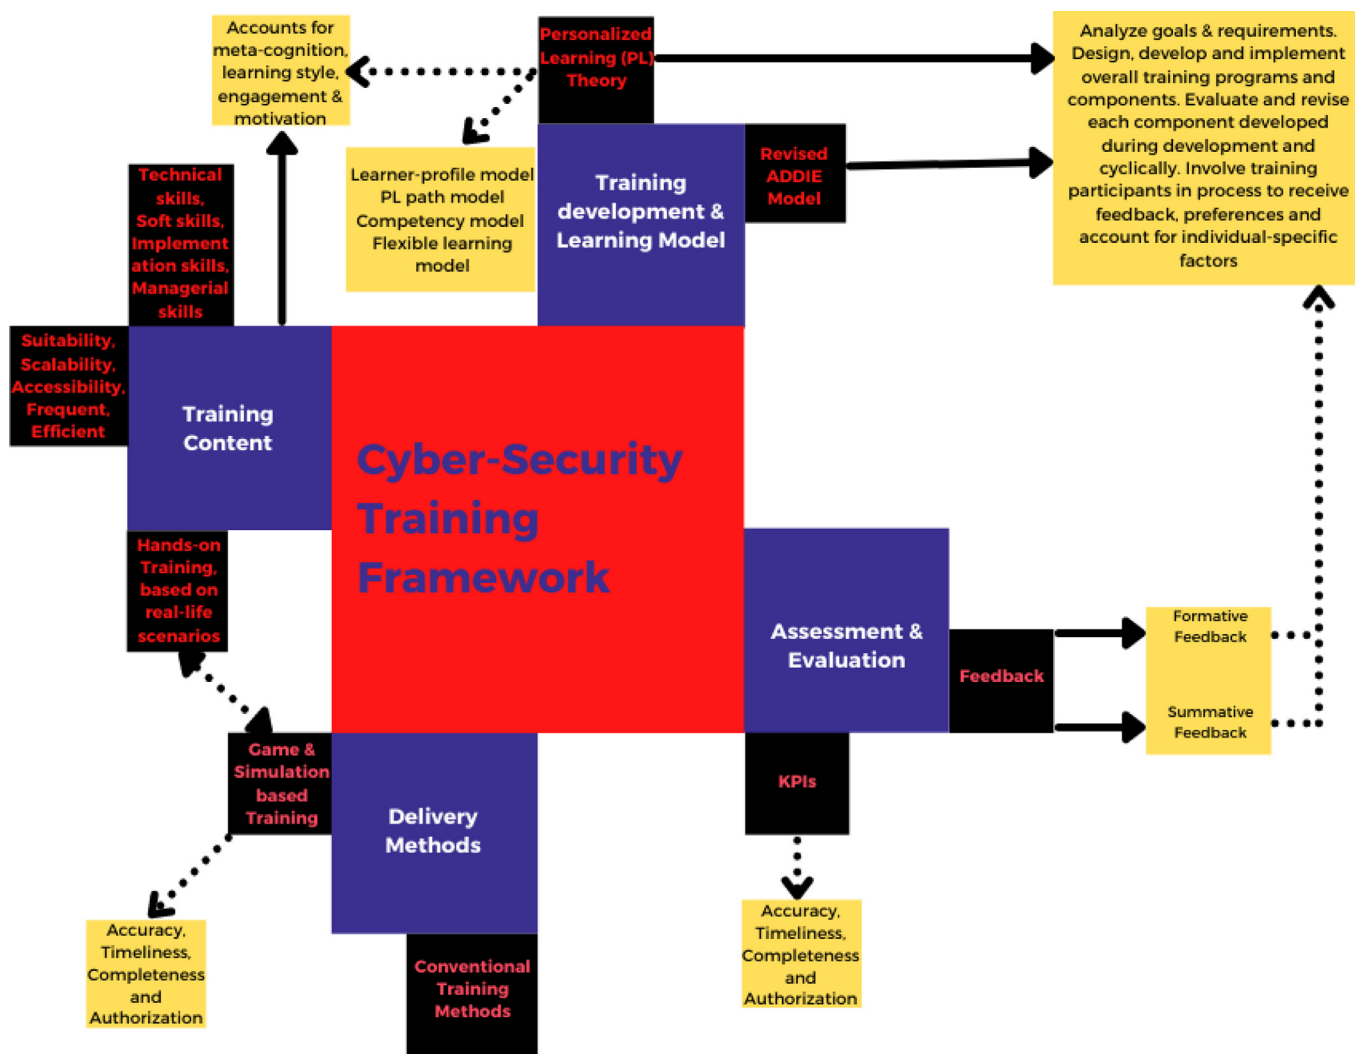 Accounts for
meta-cognition,
learning style,
engagement &
motivation
Personalized
Learning (PL)
Theory
Analyze goals & requirements.
Design, develop and implement
overall training programs and
components. Evaluate and revise
each component developed
during development and
cyclically. Involve training
participants in process to receive
feedback, preferences and
account for individual-specific
factors
Learner-profile model
PL path model
Competency model
Flexible learning
model
Training
development &
Learning Model
Revised
ADDIE
Model
Technical
skills,
Soft skills,
Implement
ation skills,
Managerial
skills
Suitability,
Scalability,
Accessibility,
Frequent,
Efficient
Training
Content
Cyber-Security
Training
Framework
Hands-on
Training,
based on
real-life
scenarios
Assessment &
Evaluation
Feedback
Formative
Feedback
Summative
Feedback
Game &
Simulation
based
Training
Delivery
Methods
KPIs
Accuracy,
Timeliness,
Completeness
and
Authorization
Conventional
Training
Methods
Accuracy,
Timeliness,
Completeness
and
Authorization